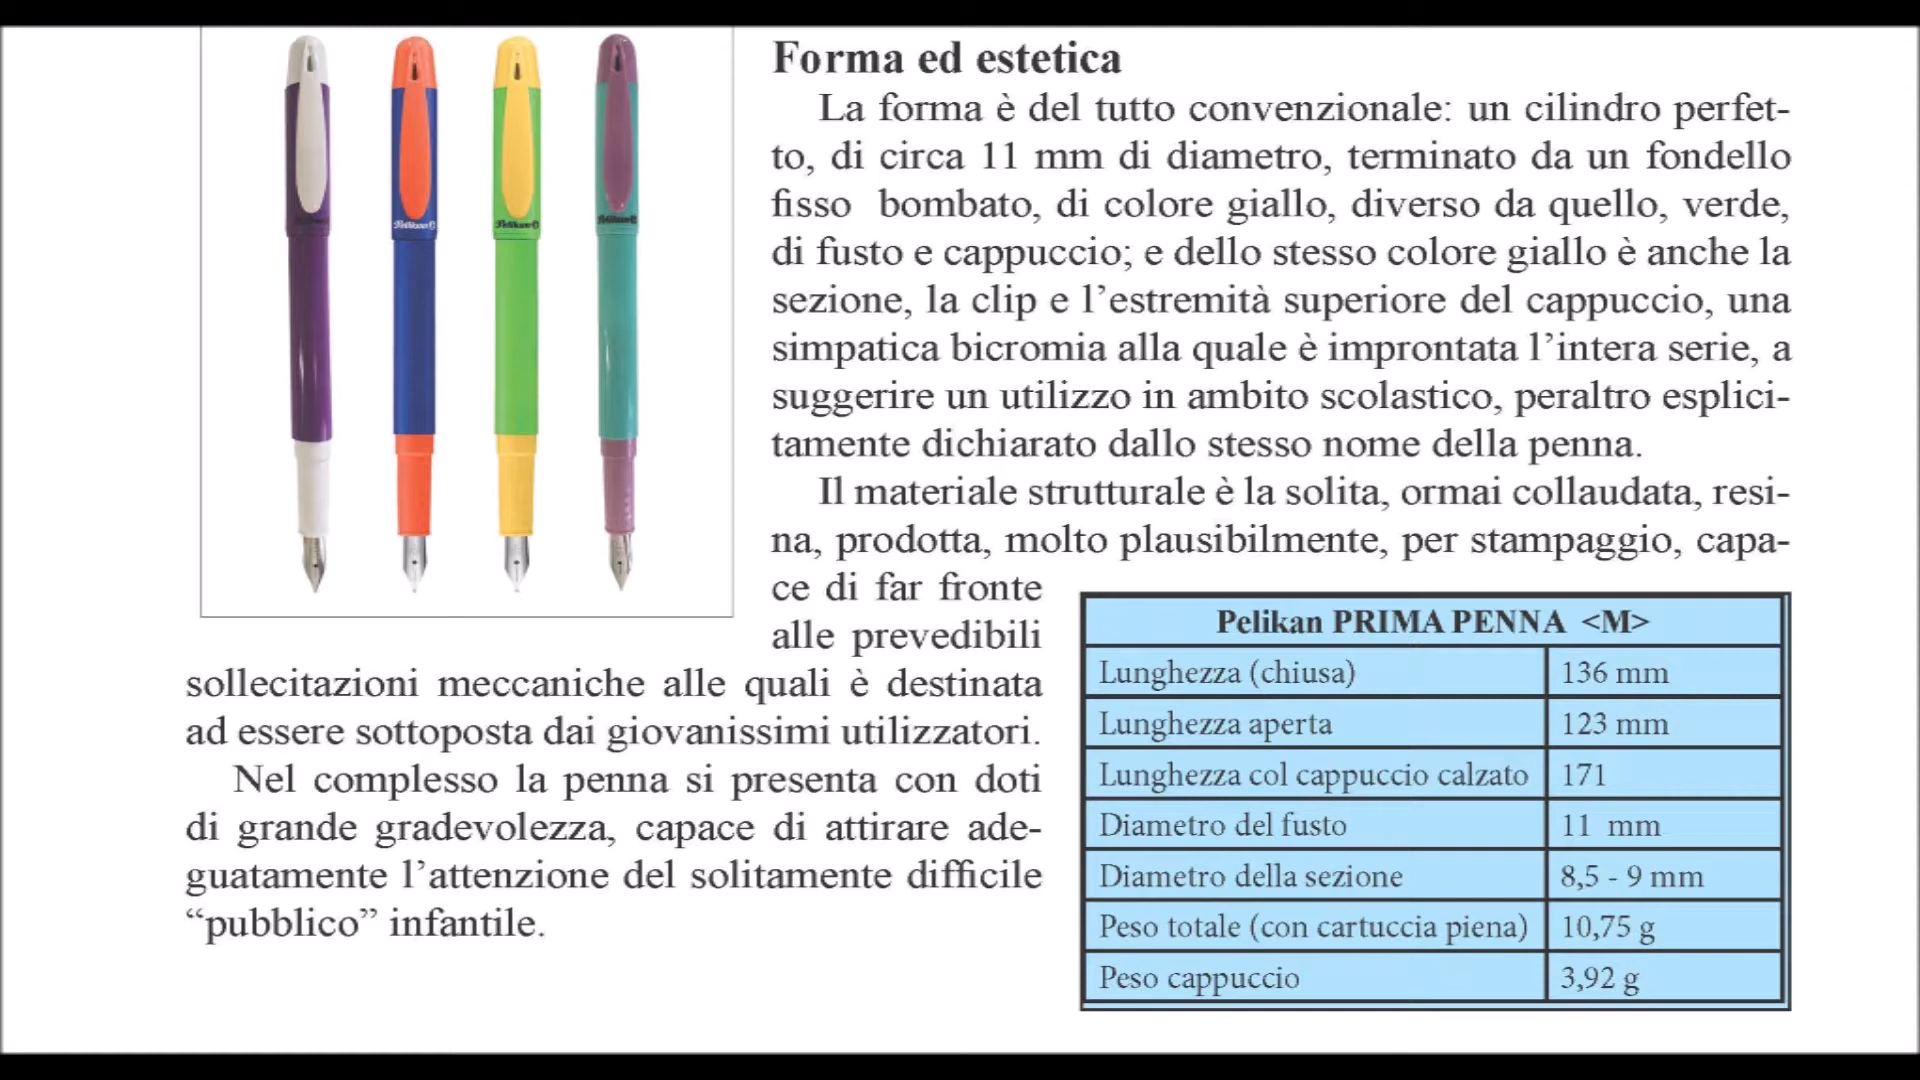 Forma ed estetica
La forma è del tutto convenzionale: un cilindro perfet-
to, di circa 11 mm di diametro, terminato da un fondello
fisso bombato, di colore giallo, diverso da quello, verde,
di fusto e cappuccio; e dello stesso colore giallo è anche la
sezione, la clip e l’estremità superiore del cappuccio, una
simpatica bicromia alla quale è improntata l’intera serie, a
suggerire un utilizzo in ambito scolastico, peraltro esplici-
tamente dichiarato dallo stesso nome della penna.
Il materiale strutturale è la solita, ormai collaudata, resi-
na, prodotta, molto plausibilmente, per stampaggio, capa-
ce di far fronte
alle prevedibili
sollecitazioni meccaniche alle quali è destinata
ad essere sottoposta dai giovanissimi utilizzatori.
Nel complesso la penna si presenta con doti
di grande gradevolezza, capace di attirare ade-
guatamente l’attenzione del solitamente difficile
“pubblico” infantile.
Pelikan PRIMA PENNA <M>
Lunghezza (chiusa) 136 mm
Lunghezza aperta 123 mm
Lunghezza col cappuccio calzato 171
Diametro del fusto 11 mm
Diametro della sezione 8,5 - 9 mm
Peso totale (con cartuccia piena) 10,75 g
Peso cappuccio 3,92 g
Pelikan
Pelikan
Pelikan
Pelikan